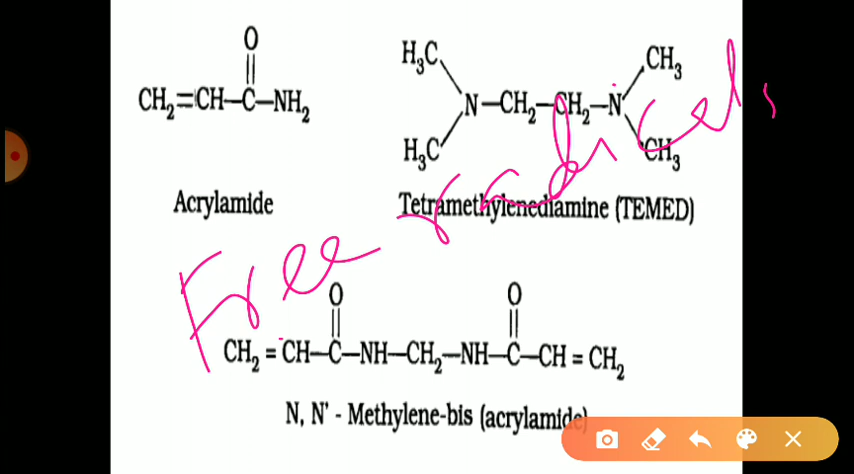 O
CH₂=CH–C–NH₂
Acrylamide
H₃C
CH₃
N–CH₂–CH₂–N
H₃C
CH₃
Tetramethylenediamine (TEMED)
Free radicals
O
O
CH₂ = CH–C–NH–CH₂–NH–C–CH = CH₂
N, N' - Methylene-bis (acrylamide)